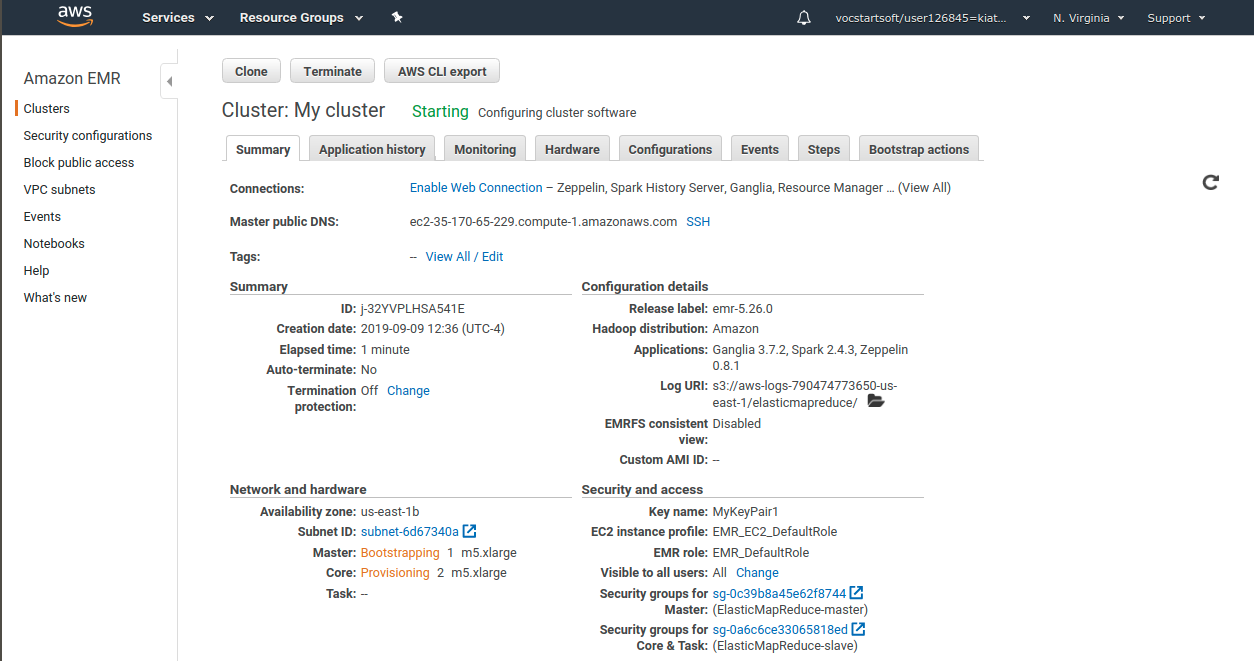 aws Services Resource Groups vocstartsoft/user126845=kiat... N. Virginia Support
Amazon EMR
Clusters
Security configurations
Block public access
VPC subnets
Events
Notebooks
Help
What's new
Clone Terminate AWS CLI export
Cluster: My cluster Starting Configuring cluster software
Summary Application history Monitoring Hardware Configurations Events Steps Bootstrap actions
Connections: Enable Web Connection – Zeppelin, Spark History Server, Ganglia, Resource Manager ... (View All)
Master public DNS: ec2-35-170-65-229.compute-1.amazonaws.com SSH
Tags: -- View All / Edit
Summary
ID: j-32YVPLHSA541E
Creation date: 2019-09-09 12:36 (UTC-4)
Elapsed time: 1 minute
Auto-terminate: No
Termination Off Change
protection:
Configuration details
Release label: emr-5.26.0
Hadoop distribution: Amazon
Applications: Ganglia 3.7.2, Spark 2.4.3, Zeppelin
0.8.1
Log URI: s3://aws-logs-790474773650-us-
east-1/elasticmapreduce/
EMRFS consistent Disabled
view:
Custom AMI ID: --
Network and hardware
Availability zone: us-east-1b
Subnet ID: subnet-6d67340a
Master: Bootstrapping 1 m5.xlarge
Core: Provisioning 2 m5.xlarge
Task: --
Security and access
Key name: MyKeyPair1
EC2 instance profile: EMR_EC2_DefaultRole
EMR role: EMR_DefaultRole
Visible to all users: All Change
Security groups for sg-0c39b8a45e62f8744
Master: (ElasticMapReduce-master)
Security groups for sg-0a6c6ce33065818ed
Core & Task: (ElasticMapReduce-slave)